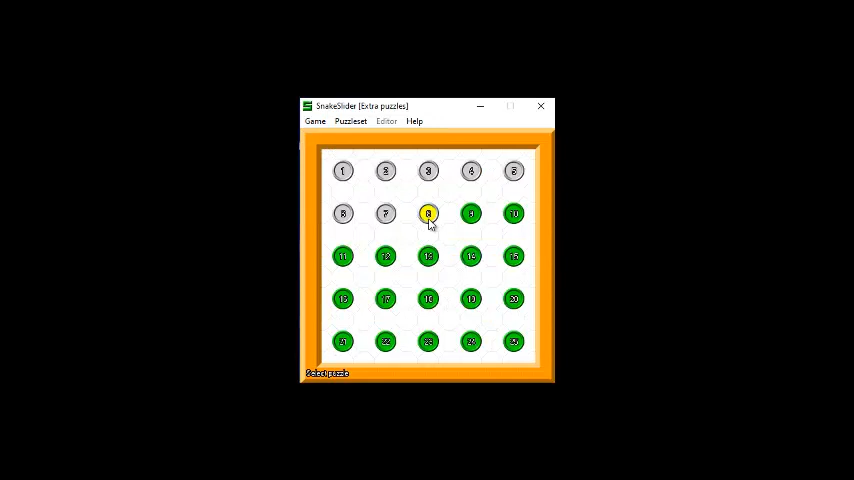 SnakeSlider [Extra puzzles]
Game Puzzleset Editor Help
1 2 3 4 5
6 7 8 9 10
11 12 13 14 15
16 17 18 19 20
21 22 23 24 25
Select puzzle